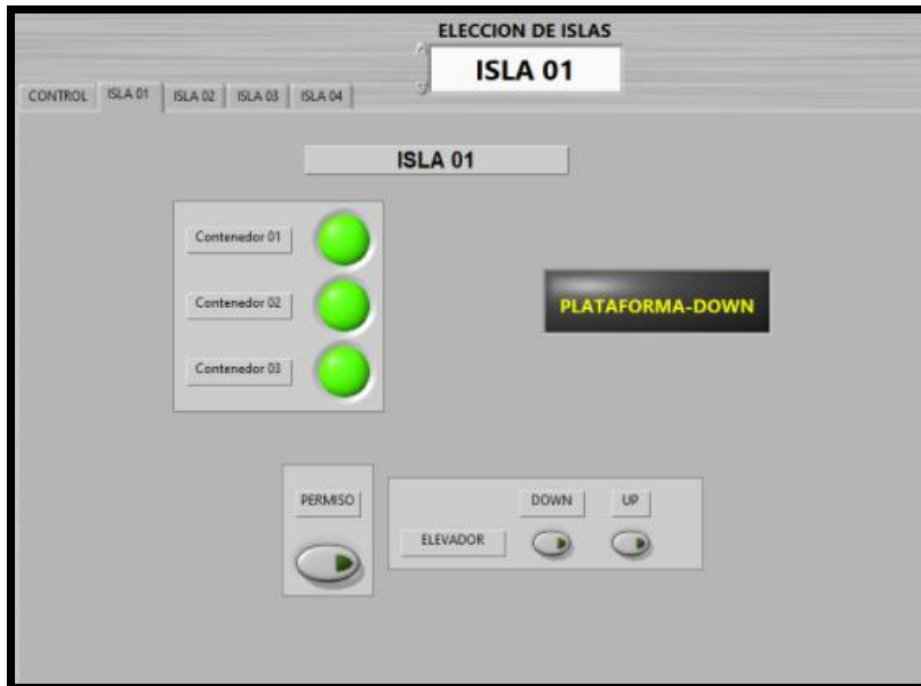 ELECCION DE ISLAS
ISLA 01
CONTROL ISLA 01 ISLA 02 ISLA 03 ISLA 04
ISLA 01
Contenedor 01
Contenedor 02
Contenedor 03
PLATAFORMA-DOWN
PERMISO
DOWN UP
ELEVADOR